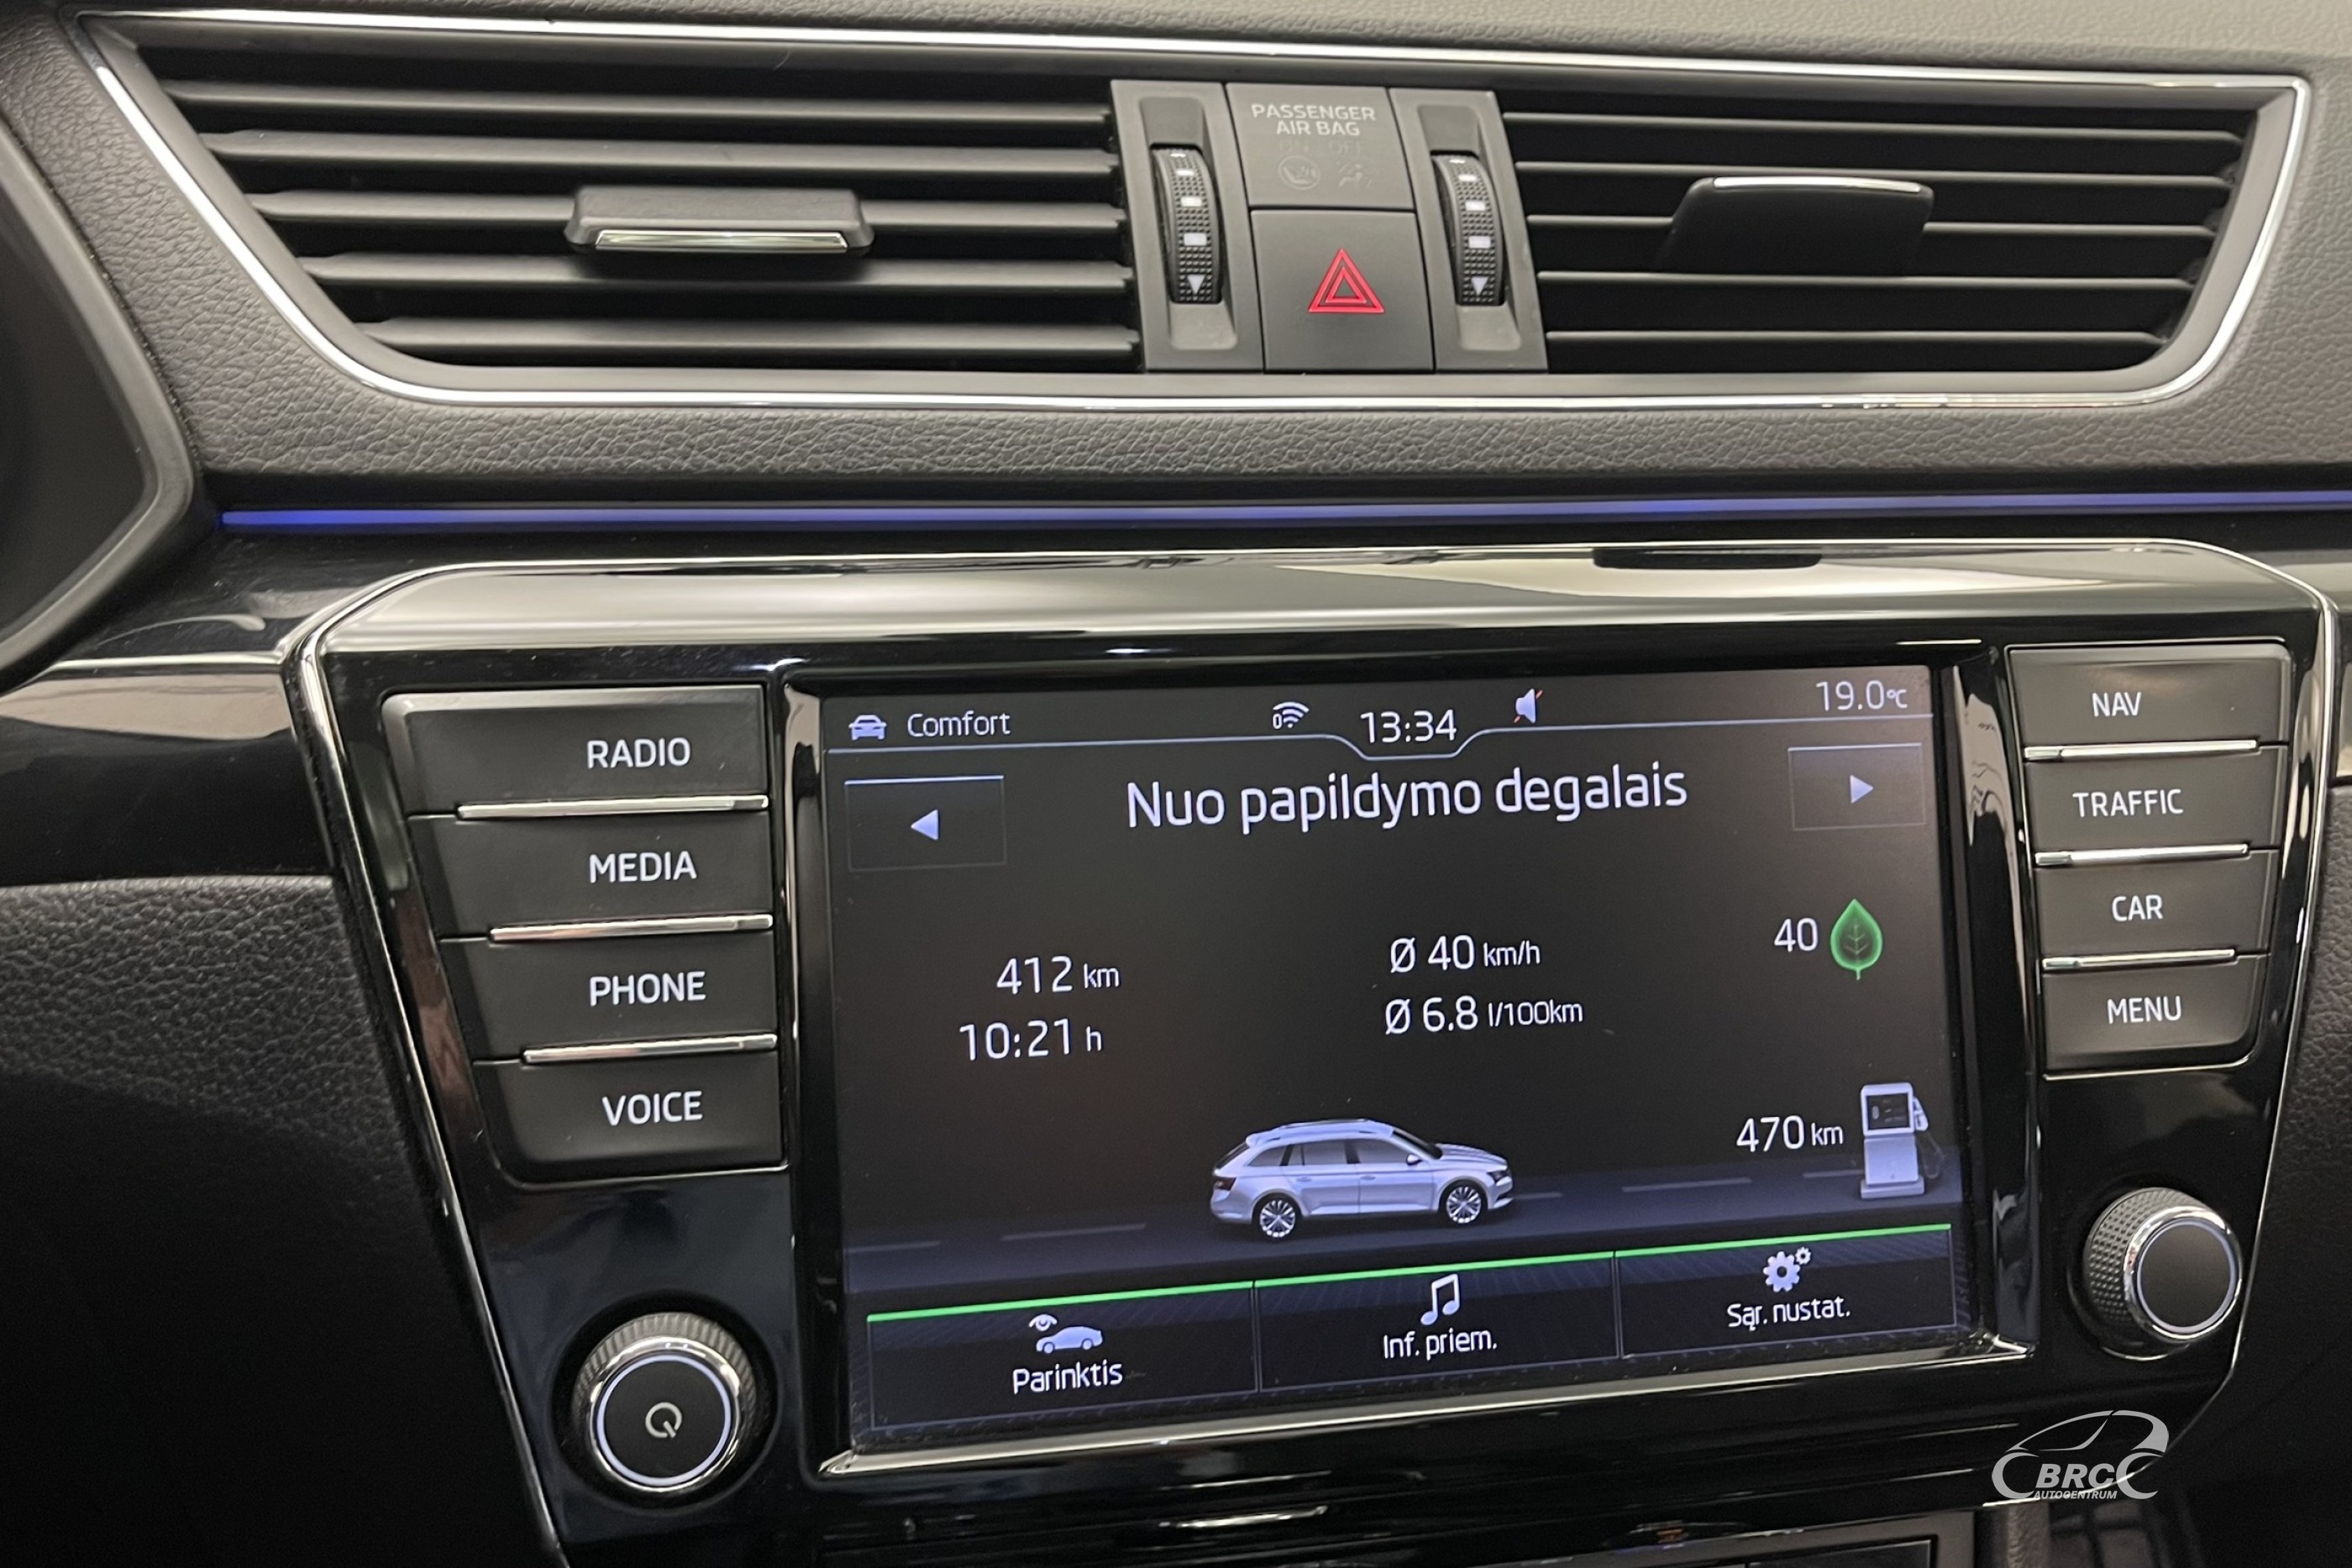 PASSENGER
AIR BAG
ON OFF
RADIO
MEDIA
PHONE
VOICE
Comfort
13:34
19.0°C
Nuo papildymo degalais
412 km
10:21 h
Ø 40 km/h
Ø 6.8 l/100km
40
470 km
Parinktis
Inf. priem.
Sąr. nustat.
NAV
TRAFFIC
CAR
MENU
BRC
AUTOCENTRUM